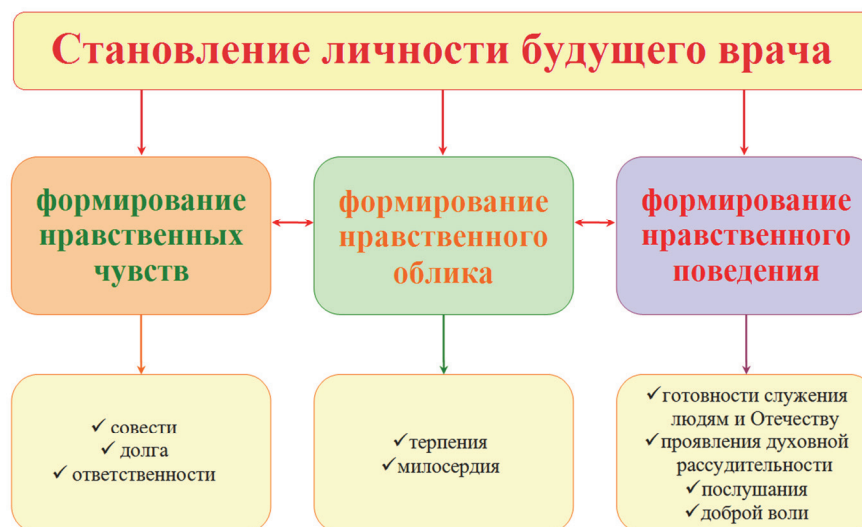 Становление личности будущего врача
формирование
нравственных
чувств
формирование
нравственного
облика
формирование
нравственного
поведения
✓ совести
✓ долга
✓ ответственности
✓терпения
✓милосердия
✓готовности служения
людям и Отечеству
✓проявления духовной
рассудительности
✓послушания
✓доброй воли